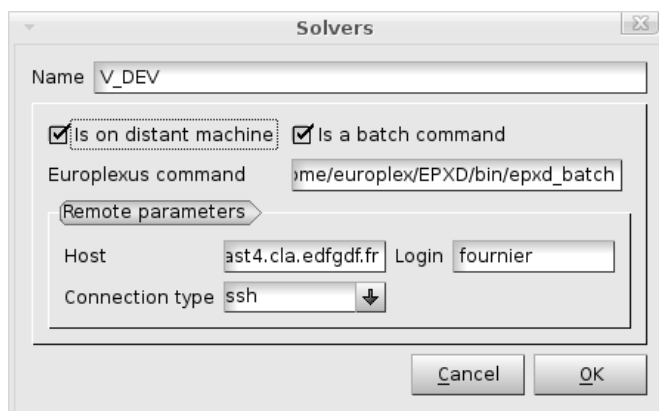 Solvers
Name V_DEV
Is on distant machine Is a batch command
Europlexus command ome/europlex/EPXD/bin/epxd_batch
Remote parameters
Host ast4.cla.edfgdf.fr Login fournier
Connection type ssh
Cancel OK